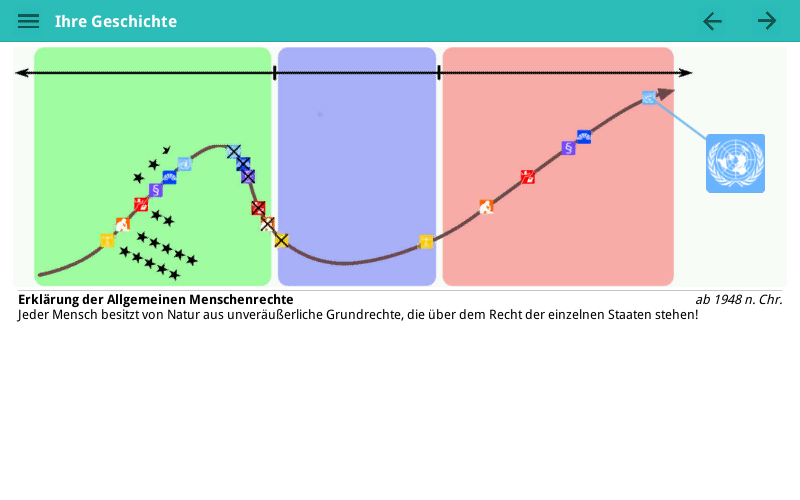 Ihre Geschichte
Erklärung der Allgemeinen Menschenrechte ab 1948 n. Chr.
Jeder Mensch besitzt von Natur aus unveräußerliche Grundrechte, die über dem Recht der einzelnen Staaten stehen!